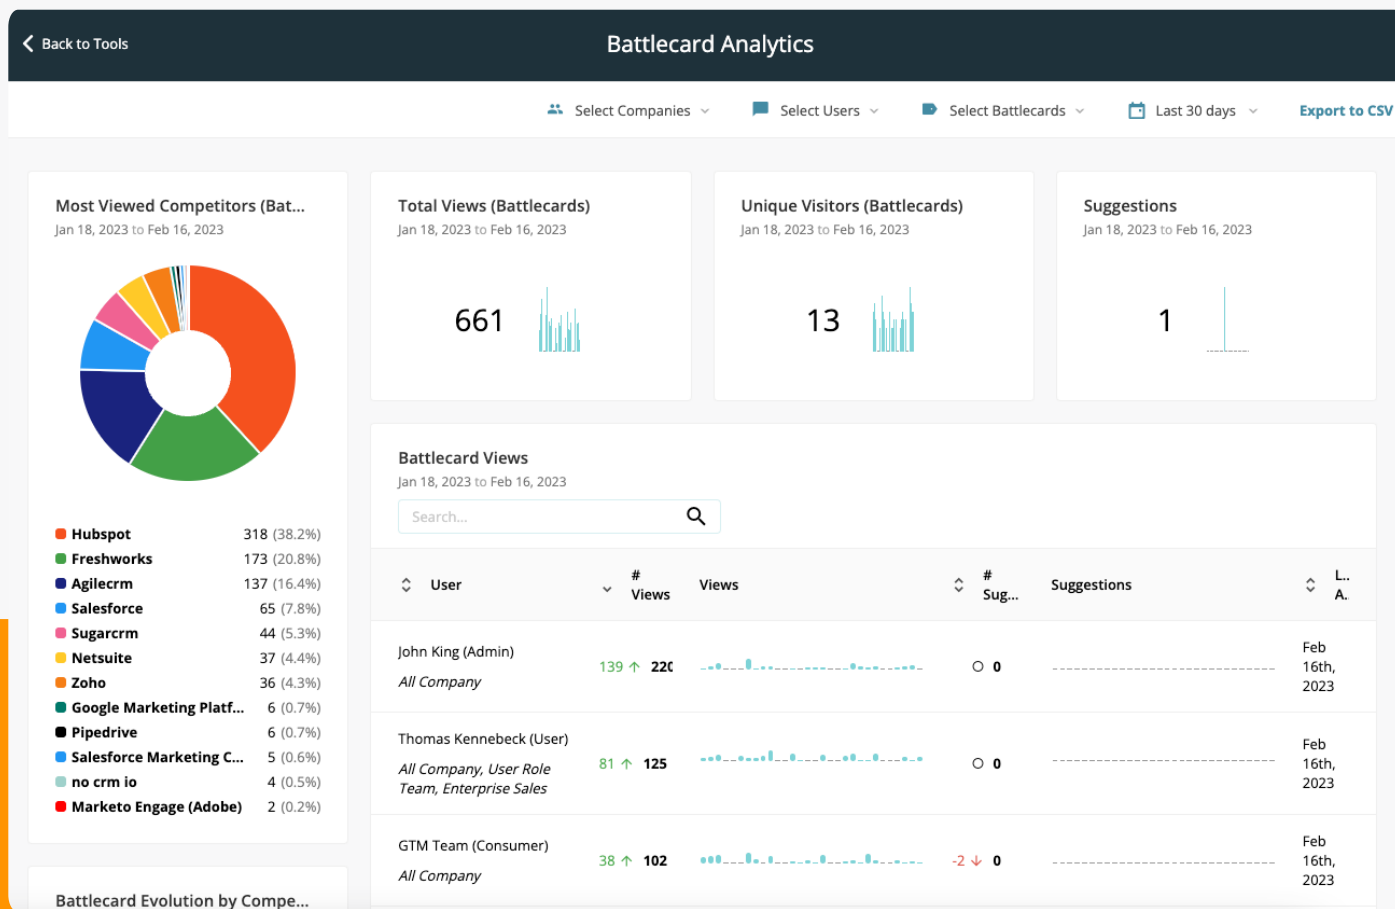 Back to Tools
Battlecard Analytics
Select Companies
Select Users
Select Battlecards
Last 30 days
Export to CSV
Most Viewed Competitors (Bat...
Jan 18, 2023 to Feb 16, 2023
Hubspot 318 (38.2%)
Freshworks 173 (20.8%)
Agilecrm 137 (16.4%)
Salesforce 65 (7.8%)
Sugarcrm 44 (5.3%)
Netsuite 37 (4.4%)
Zoho 36 (4.3%)
Google Marketing Platf... 6 (0.7%)
Pipedrive 6 (0.7%)
Salesforce Marketing C... 5 (0.6%)
no crm io 4 (0.5%)
Marketo Engage (Adobe) 2 (0.2%)
Battlecard Evolution by Compe...
Total Views (Battlecards)
Jan 18, 2023 to Feb 16, 2023
661
Unique Visitors (Battlecards)
Jan 18, 2023 to Feb 16, 2023
13
Suggestions
Jan 18, 2023 to Feb 16, 2023
1
Battlecard Views
Jan 18, 2023 to Feb 16, 2023
Search...
User
#
Views
Views
#
Sug...
Suggestions
L..
A.
John King (Admin)
All Company
139 ↑ 220
0
Feb
16th,
2023
Thomas Kennebeck (User)
All Company, User Role
Team, Enterprise Sales
81 ↑ 125
0
Feb
16th,
2023
GTM Team (Consumer)
All Company
38 ↑ 102
-2 ↓ 0
Feb
16th,
2023